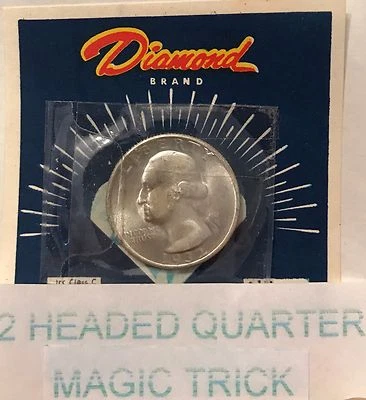 Diamond
BRAND
2 HEADED QUARTER
MAGIC TRICK